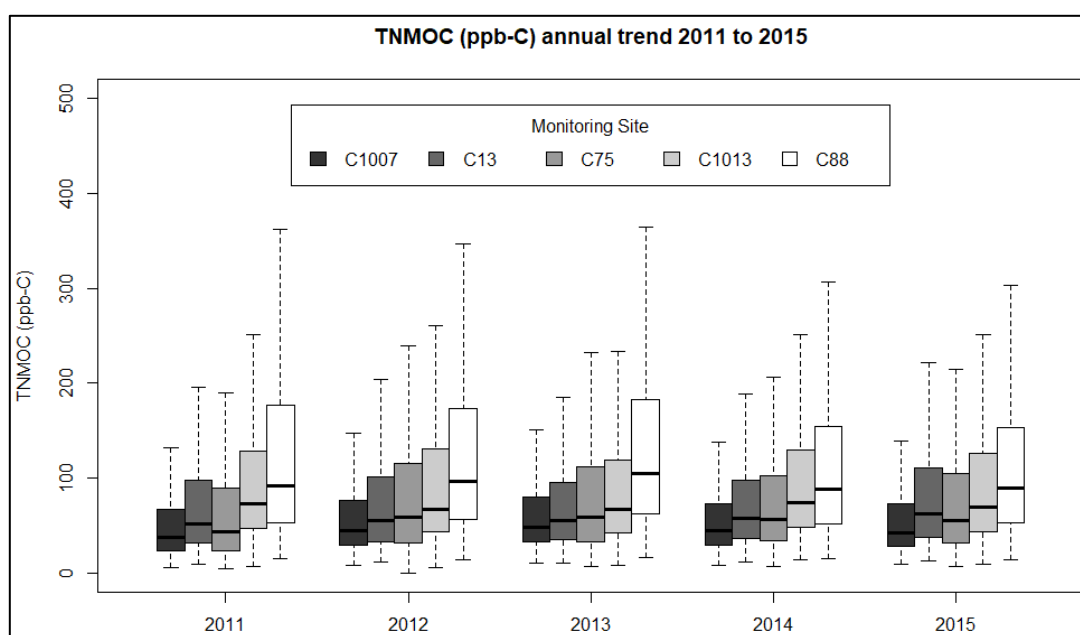 TNMOC (ppb-C) annual trend 2011 to 2015
500
400
300
200
100
0
TNMOC (ppb-C)
Monitoring Site
C1007 C13 C75 C1013 C88
2011 2012 2013 2014 2015